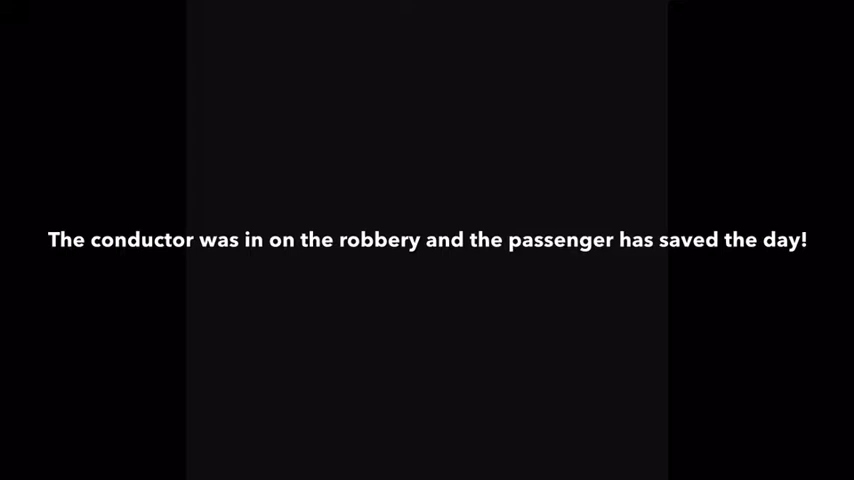 The conductor was in on the robbery and the passenger has saved the day!